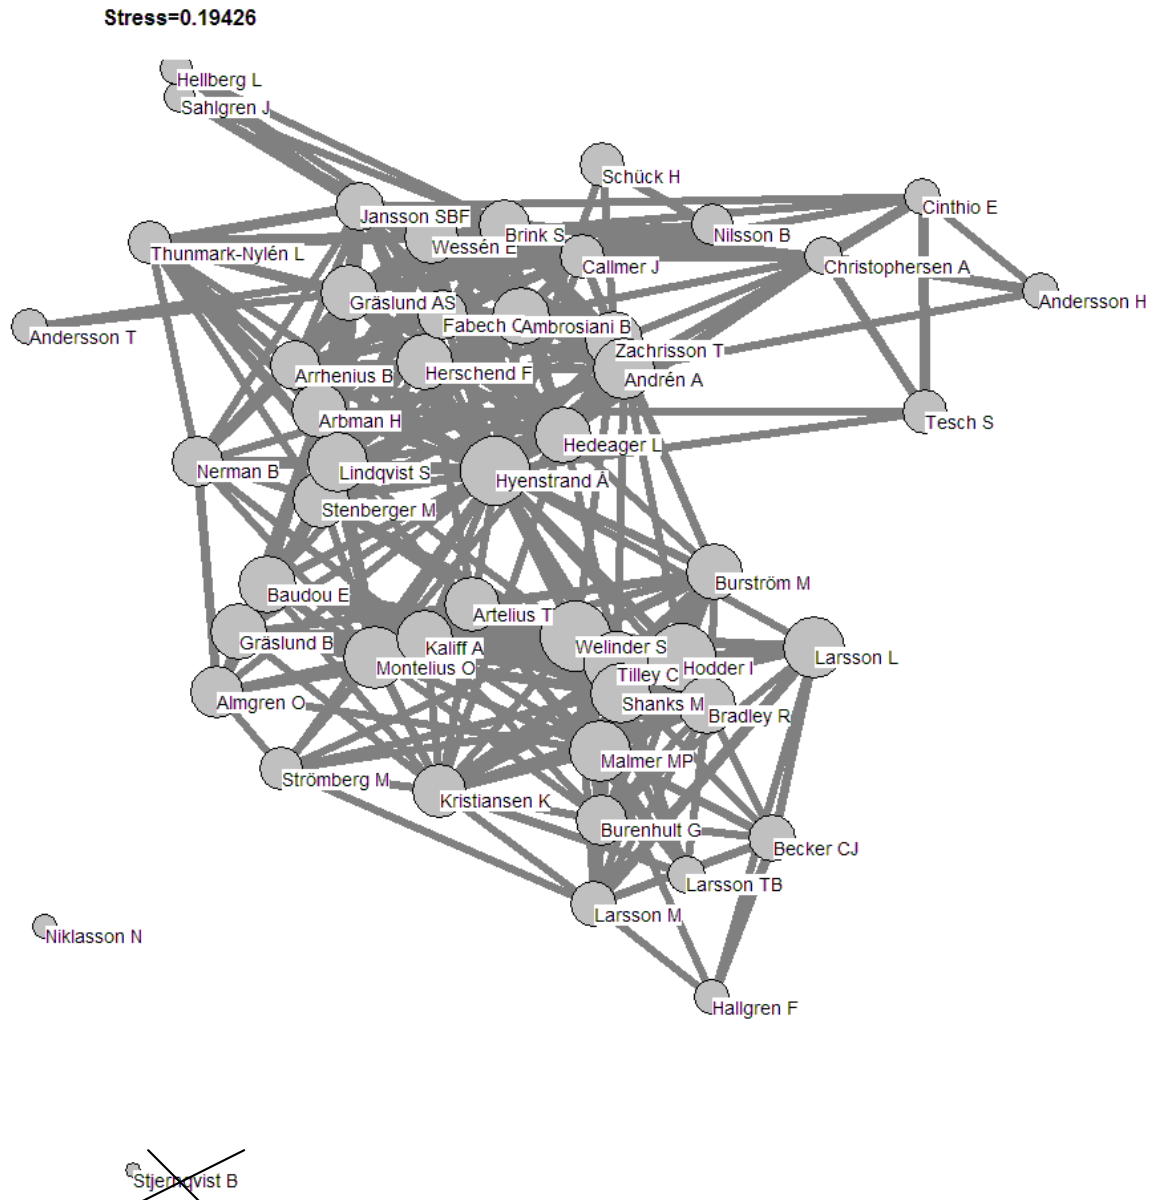 Stress=0.19426
Hellberg L
Sahlgren J
Schück H
Cinthio E
Jansson SBF
Brink S
Nilsson B
Wessén E
Thunmark-Nylén L
Callmer J
Christophersen A
Gräslund AS
Andersson H
Fabech C
Ambrosiani B
Andersson T
Zachrisson T
Arrhenius B
Herschend F
Andrén A
Arbman H
Tesch S
Hedeager L
Nerman B
Lindqvist S
Hyenstrand Å
Stenberger M
Burström M
Baudou E
Artelius T
Gräslund B
Kaliff A
Welinder S
Larsson L
Montelius O
Tilley C
Hodder I
Almgren O
Shanks M
Bradley R
Malmer MP
Strömberg M
Kristiansen K
Burenhult G
Becker CJ
Larsson TB
Larsson M
Niklasson N
Hallgren F
Stjernqvist B